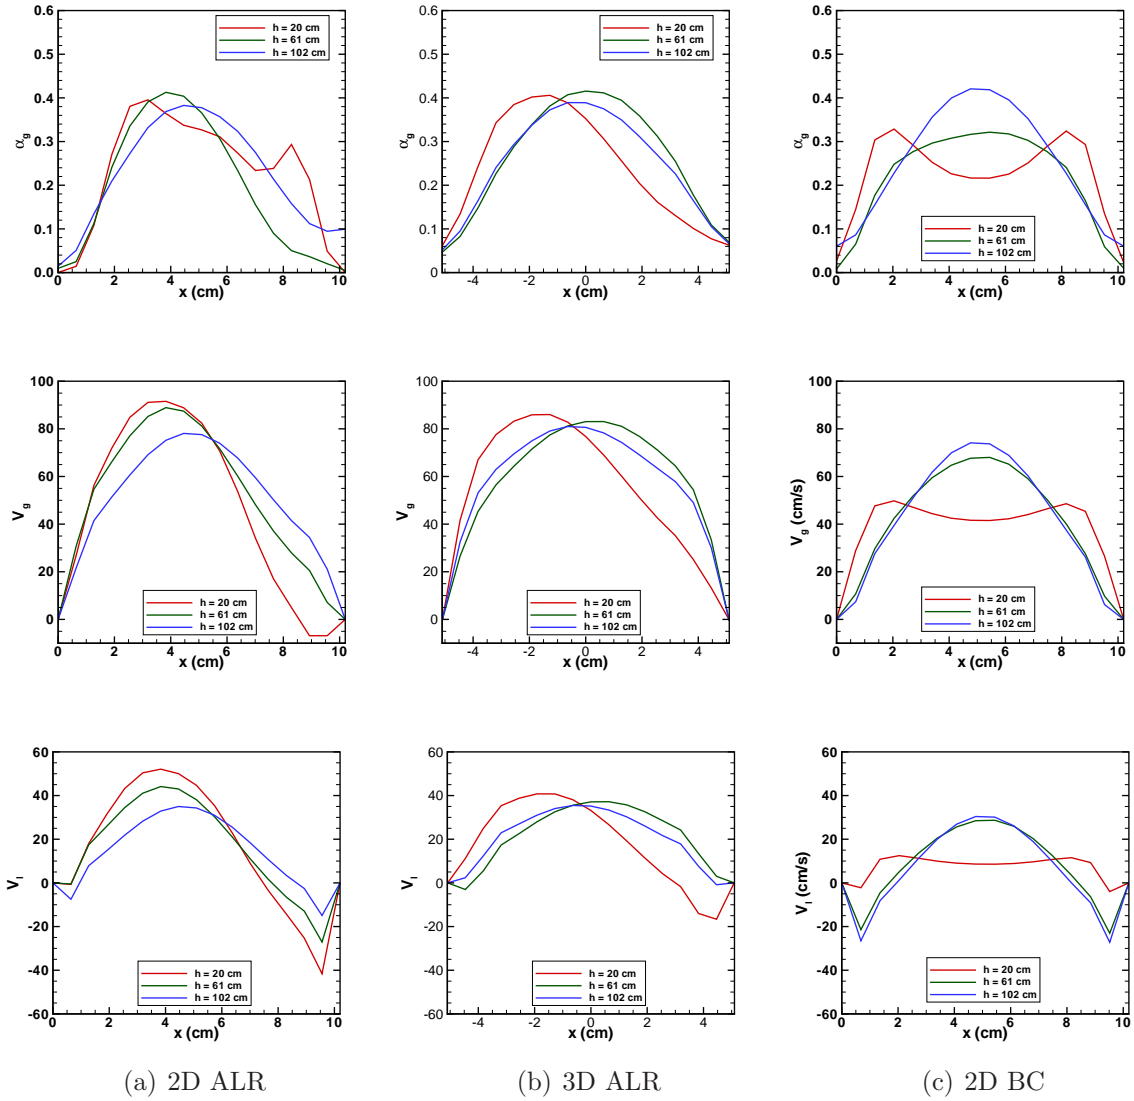 0.6
0.5
0.4
0.3
0.2
0.1
0.0
α_g
0 2 4 6 8 10
x (cm)
h = 20 cm
h = 61 cm
h = 102 cm
0.6
0.5
0.4
0.3
0.2
0.1
0
α_g
-4 -2 0 2 4
x (cm)
h = 20 cm
h = 61 cm
h = 102 cm
0.6
0.5
0.4
0.3
0.2
0.1
0.0
α_g
0 2 4 6 8 10
x (cm)
h = 20 cm
h = 61 cm
h = 102 cm
100
80
60
40
20
0
V_g
0 2 4 6 8 10
x (cm)
h = 20 cm
h = 61 cm
h = 102 cm
100
80
60
40
20
0
V_g
-4 -2 0 2 4
x (cm)
h = 20 cm
h = 61 cm
h = 102 cm
100
80
60
40
20
0
V_g (cm/s)
0 2 4 6 8 10
x (cm)
h = 20 cm
h = 61 cm
h = 102 cm
60
40
20
0
-20
-40
-60
V_l
0 2 4 6 8 10
x (cm)
h = 20 cm
h = 61 cm
h = 102 cm
60
40
20
0
-20
-40
-60
V_l
-4 -2 0 2 4
x (cm)
h = 20 cm
h = 61 cm
h = 102 cm
60
40
20
0
-20
-40
-60
V_l (cm/s)
0 2 4 6 8 10
x (cm)
h = 20 cm
h = 61 cm
h = 102 cm
(a) 2D ALR
(b) 3D ALR
(c) 2D BC